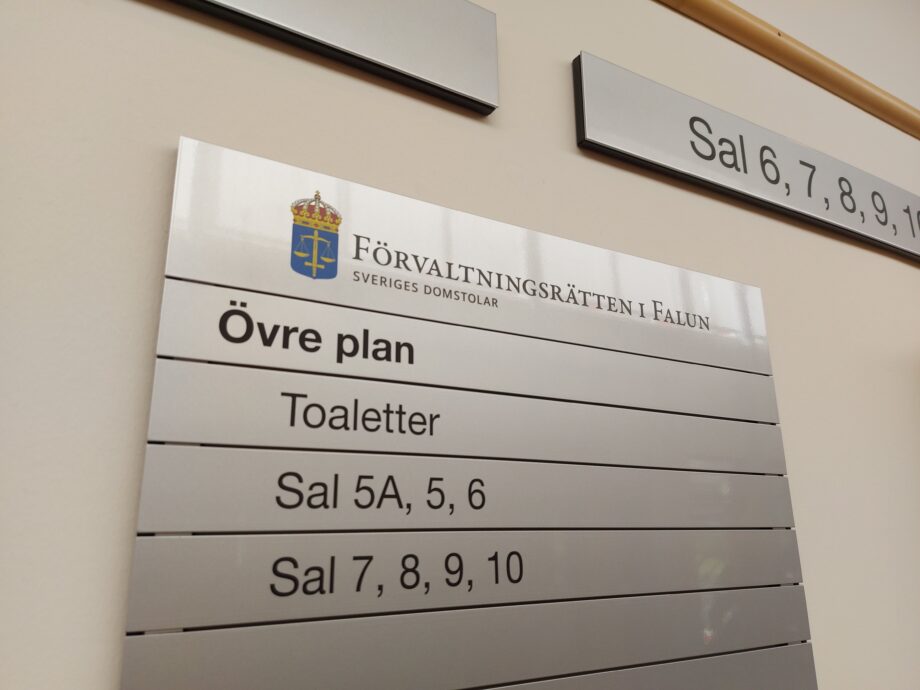 Sal 6, 7, 8, 9, 10
FÖRVALTNINGSRÄTTEN I FALUN
SVERIGES DOMSTOLAR
Övre plan
Toaletter
Sal 5A, 5, 6
Sal 7, 8, 9, 10